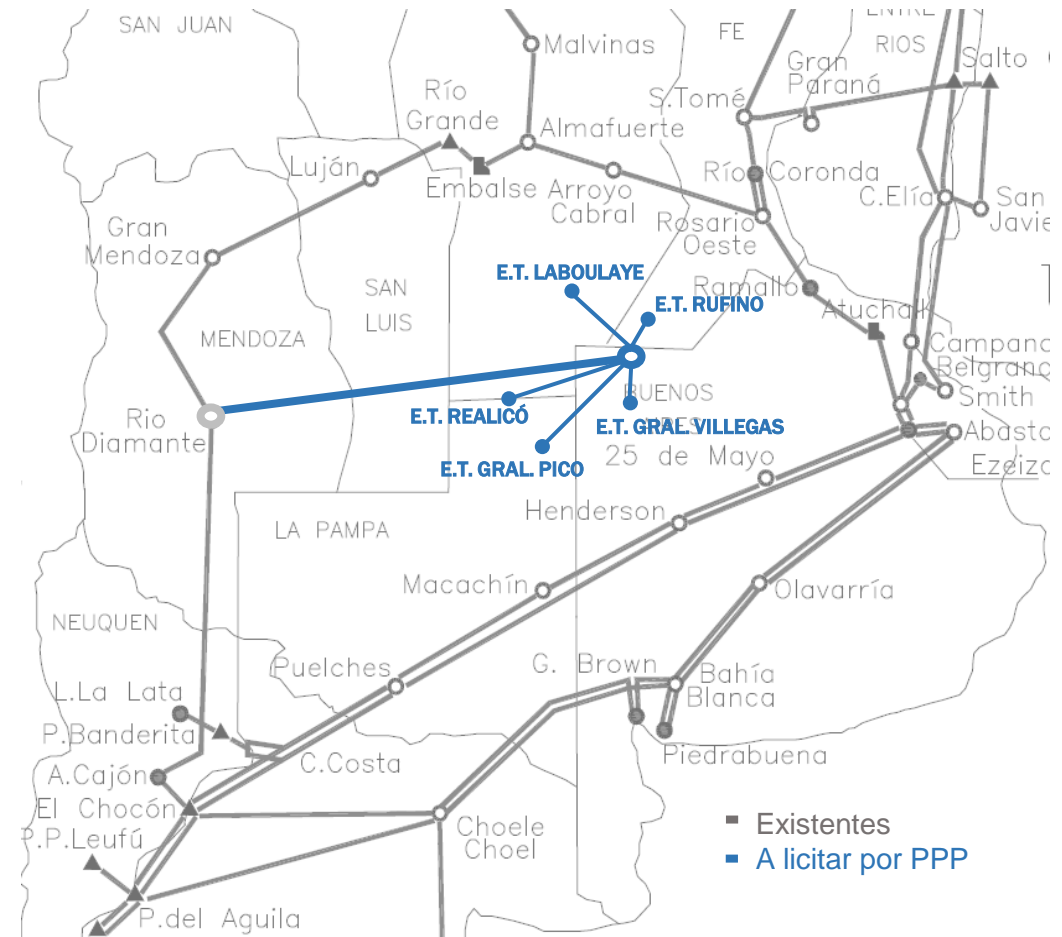 SAN JUAN
FE
ENTRE
RIOS
Malvinas
Salto
Gran
Paraná
Río
Grande
S.Tomé
Almafuerte
Luján
Embalse
Arroyo
Cabral
Río Coronda
C.Elía
San
Rosario
Oeste
Gran
Mendoza
SAN
LUIS
MENDOZA
E.T. LABOULAYE
E.T. RUFINO
Ramallo
Campana
Belgrano
Smith
Rio
Diamante
E.T. REALICÓ
BUENOS
E.T. GRAL. VILLEGAS
25 de Mayo
Abasto
Ezeiza
E.T. GRAL. PICO
Henderson
LA PAMPA
Macachín
Olavarría
NEUQUEN
Puelches
G. Brown
Bahía
Blanca
L.La Lata
P.Banderita
Piedrabuena
A.Cajón
C.Costa
El Chocón
P.P.Leufú
Choele
Choel
P.del Aguila
Existentes
A licitar por PPP